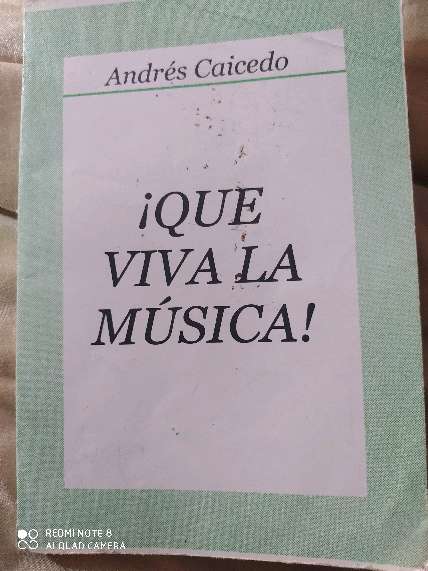 Andrés Caicedo
¡QUE
VIVA LA
MÚSICA!
REDMI NOTE 8
AI QUAD CAMERA